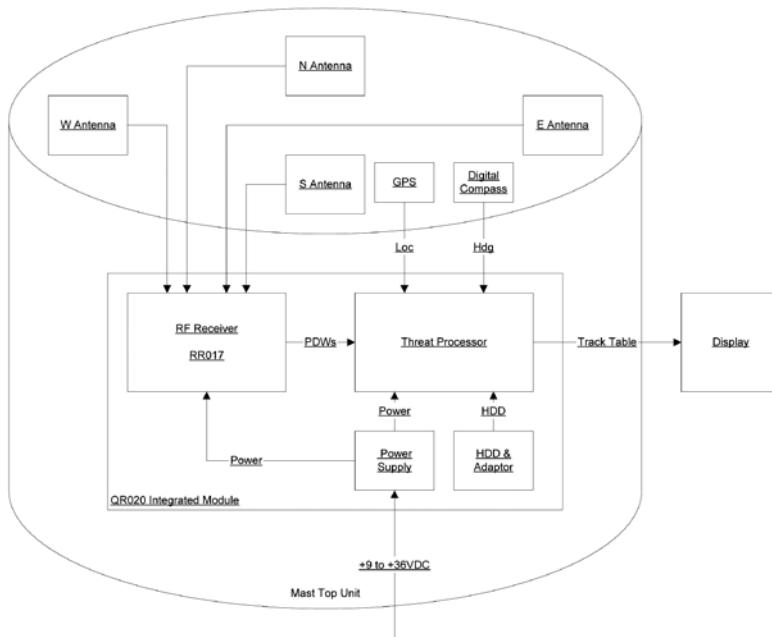 N Antenna
W Antenna
E Antenna
S Antenna
GPS
Digital
Compass
Loc
Hdg
RF Receiver
RR017
PDWs
Threat Processor
Track Table
Display
Power
HDD
Power
Power
Supply
HDD &
Adaptor
QR020 Integrated Module
+9 to +36VDC
Mast Top Unit